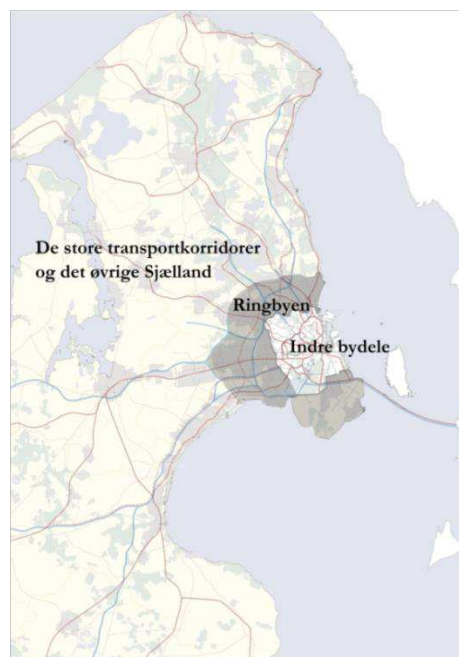 De store transportkorridorer
og det øvrige Sjælland
Ringbyen
Indre bydele